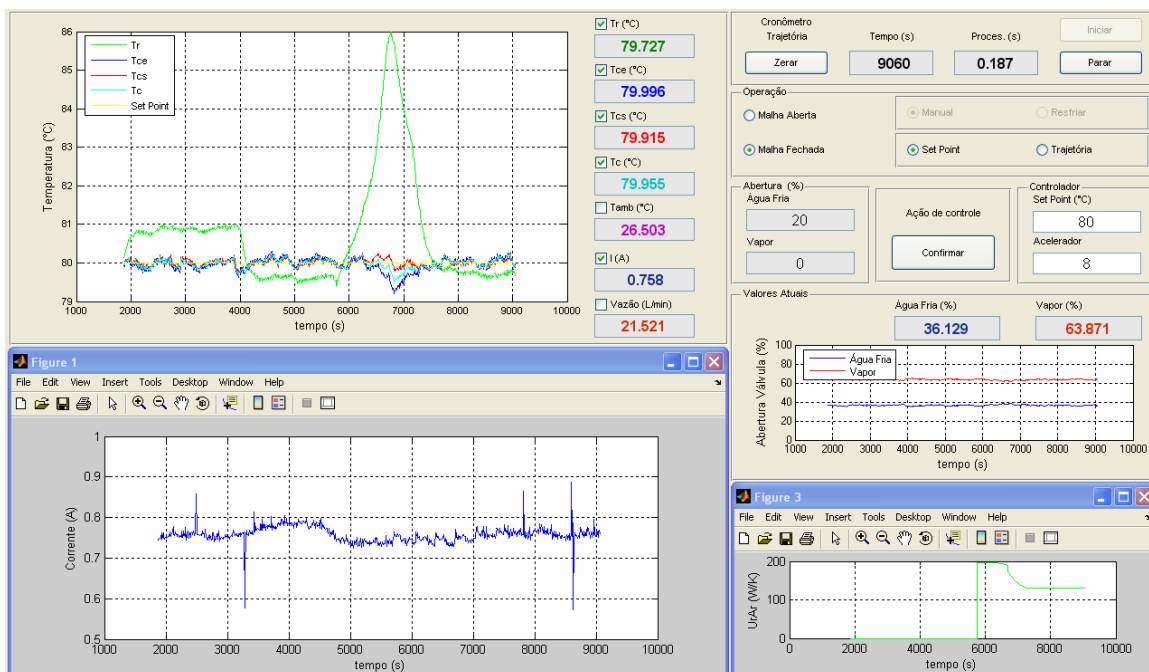 86
85
84
83
82
81
80
79
Temperatura (°C)
Tr
Tce
Tcs
Tc
Set Point
1000 2000 3000 4000 5000 6000 7000 8000 9000 10000
tempo (s)
Tr (°C)
79.727
Tce (°C)
79.996
Tcs (°C)
79.915
Tc (°C)
79.955
Tamb (°C)
26.503
I (A)
0.758
Vazão (L/min)
21.521
Cronômetro
Trajetória
Tempo (s)
Proces. (s)
Iniciar
Zerar
9060
0.187
Parar
Operação
Malha Aberta
Manual
Restriar
Malha Fechada
Set Point
Trajetória
Abertura (%)
Água Fria
20
Vapor
0
Ação de controle
Confirmar
Controlador
Set Point (°C)
80
Acelerador
8
Valores Atuais
Água Fria (%)
Vapor (%)
36.129
63.871
100
80
60
40
20
0
Abertura Válvula (%)
Água Fria
Vapor
1000 2000 3000 4000 5000 6000 7000 8000 9000 10000
tempo (s)
Figure 1
File Edit View Insert Tools Desktop Window Help
1
0.9
0.8
0.7
0.6
0.5
Corrente (A)
1000 2000 3000 4000 5000 6000 7000 8000 9000 10000
tempo (s)
Figure 3
File Edit View Insert Tools Desktop Window Help
200
100
0
UrAr (W/K)
0 2000 4000 6000 8000 10000
tempo (s)